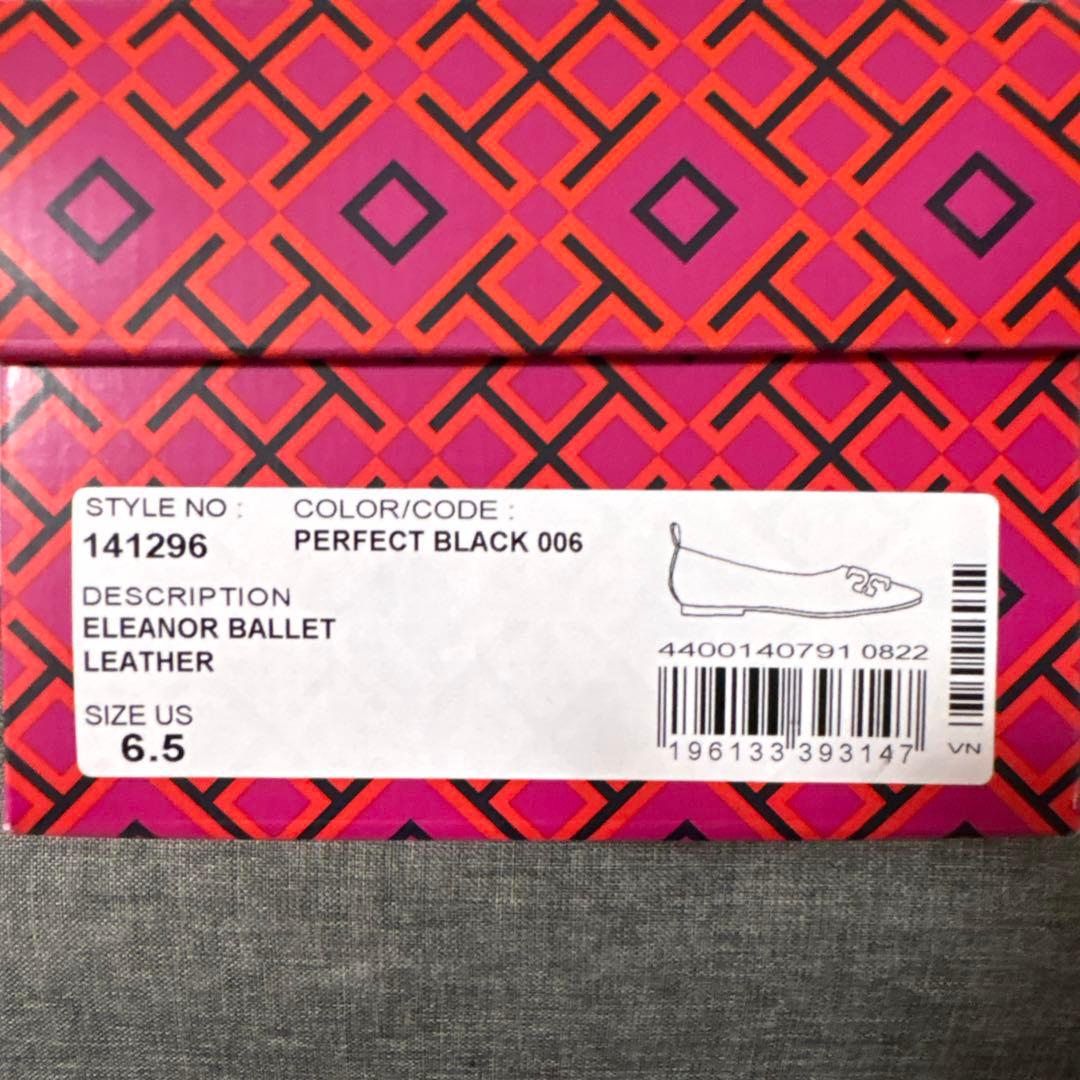 STYLE NO :
141296
COLOR/CODE :
PERFECT BLACK 006
DESCRIPTION
ELEANOR BALLET
LEATHER
SIZE US
6.5
4400140791 0822
196133 393147
VN